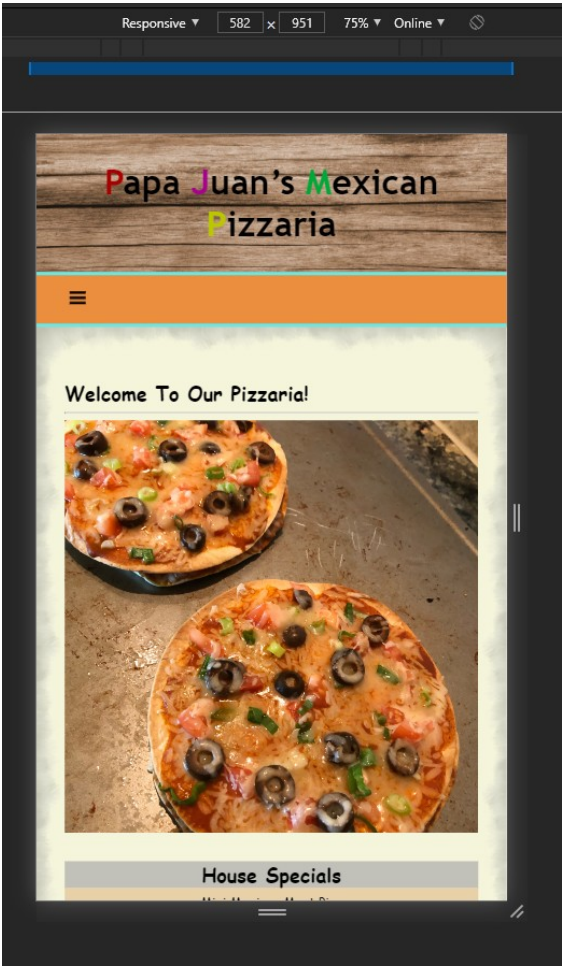 Responsive ▼ 582 x 951 75% ▼ Online ▼
Papa Juan's Mexican
Pizzaria
Welcome To Our Pizzaria!
House Specials